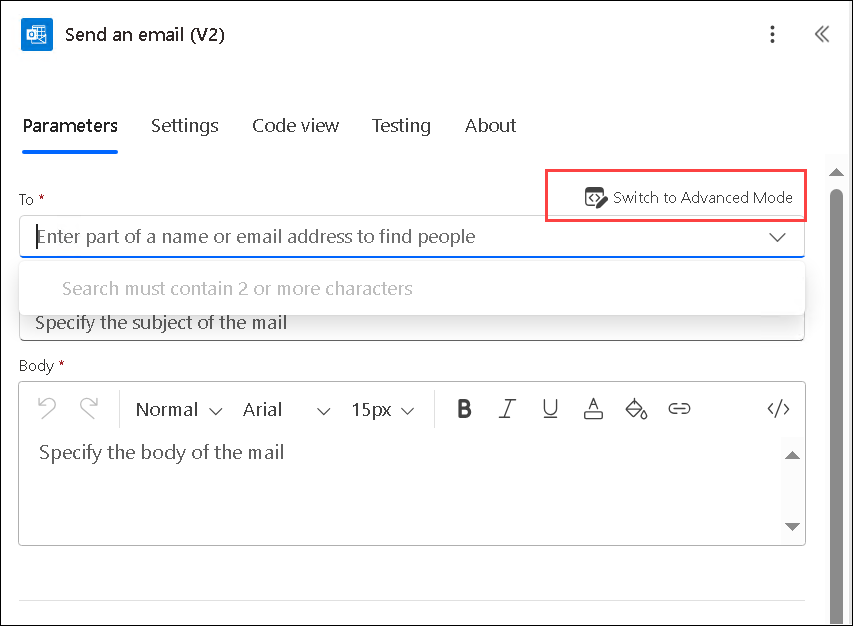 Send an email (V2)
Parameters Settings Code view Testing About
To *
Switch to Advanced Mode
Enter part of a name or email address to find people
Search must contain 2 or more characters
Specify the subject of the mail
Body *
Normal Arial 15px B I U A </>
Specify the body of the mail